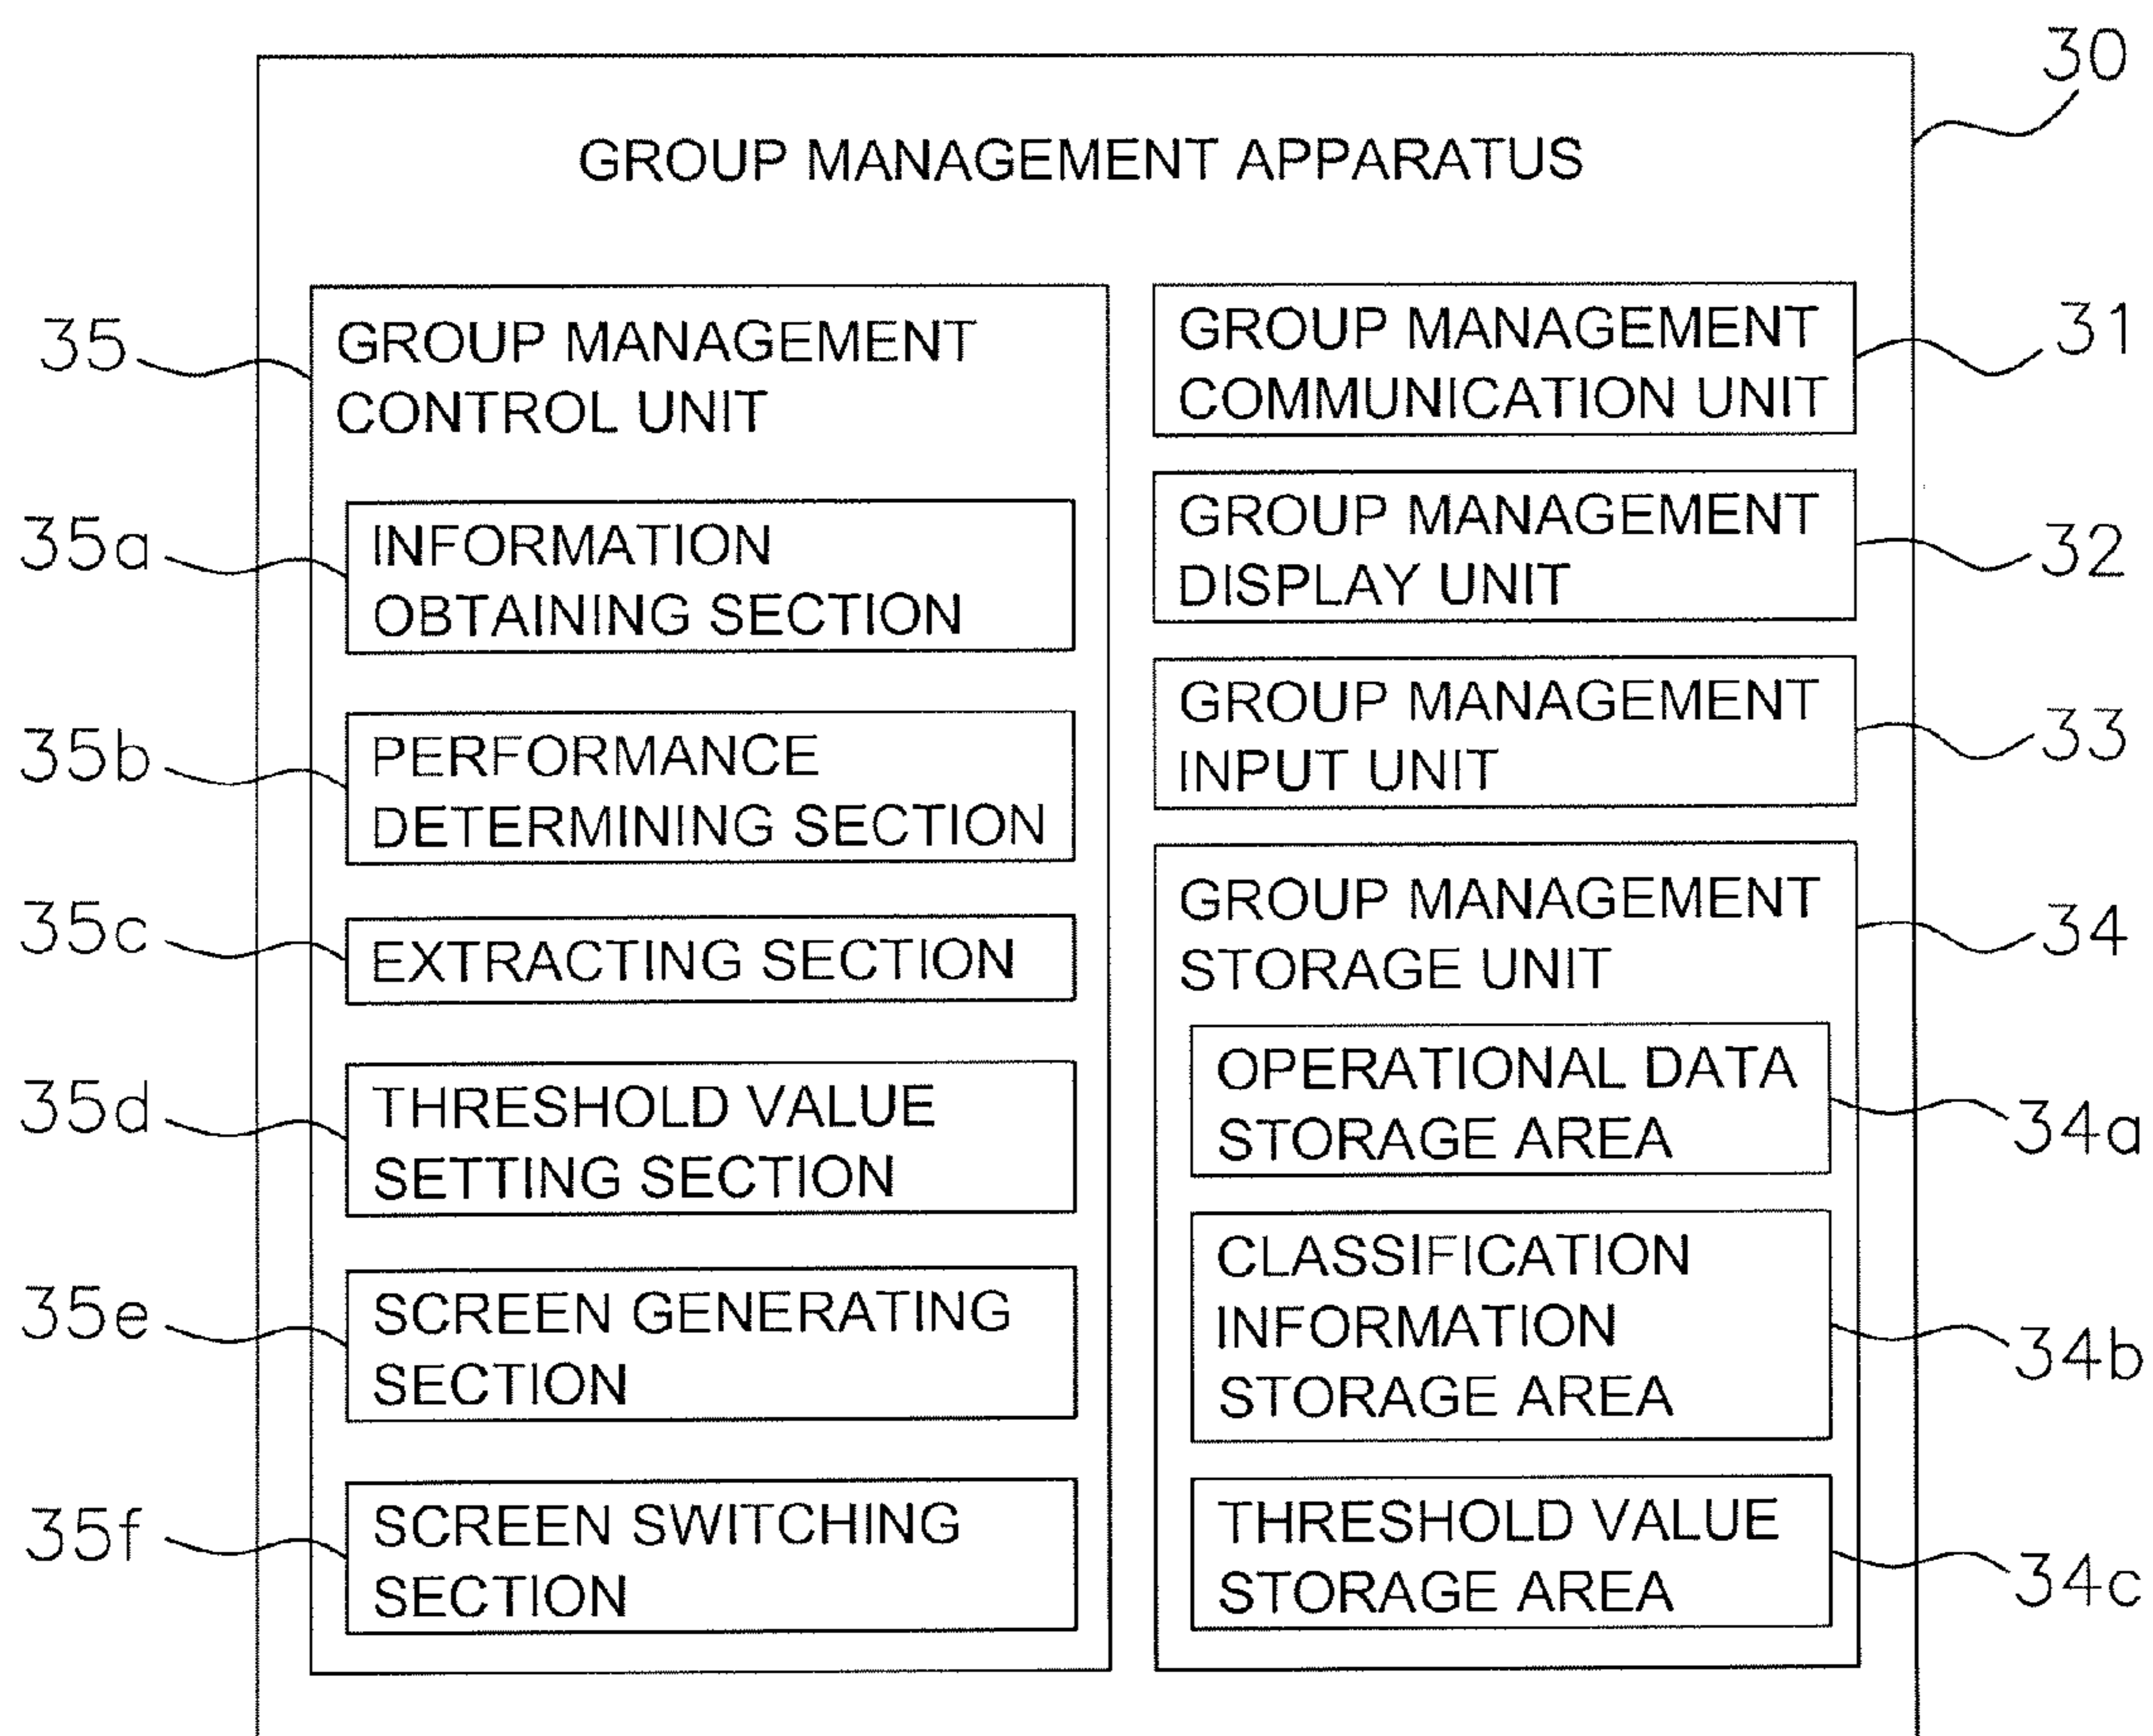 30
GROUP MANAGEMENT APPARATUS
35
GROUP MANAGEMENT
CONTROL UNIT
35a
INFORMATION
OBTAINING SECTION
35b
PERFORMANCE
DETERMINING SECTION
35c
EXTRACTING SECTION
35d
THRESHOLD VALUE
SETTING SECTION
35e
SCREEN GENERATING
SECTION
35f
SCREEN SWITCHING
SECTION
GROUP MANAGEMENT
COMMUNICATION UNIT
31
GROUP MANAGEMENT
DISPLAY UNIT
32
GROUP MANAGEMENT
INPUT UNIT
33
GROUP MANAGEMENT
STORAGE UNIT
34
OPERATIONAL DATA
STORAGE AREA
34a
CLASSIFICATION
INFORMATION
STORAGE AREA
34b
THRESHOLD VALUE
STORAGE AREA
34c